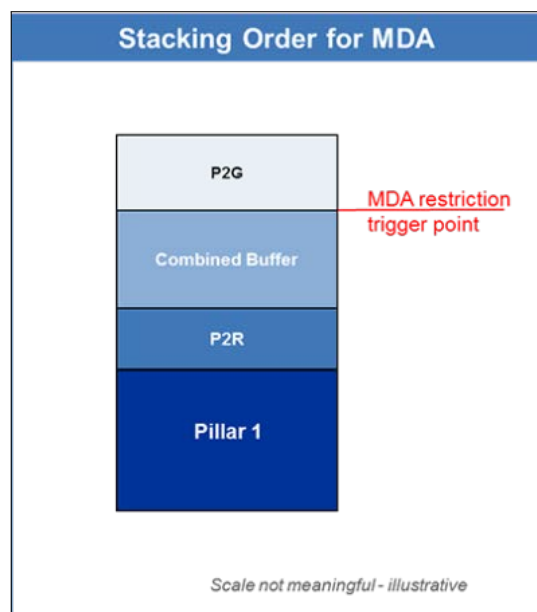 Stacking Order for MDA
P2G
MDA restriction
trigger point
Combined Buffer
P2R
Pillar 1
Scale not meaningful - illustrative